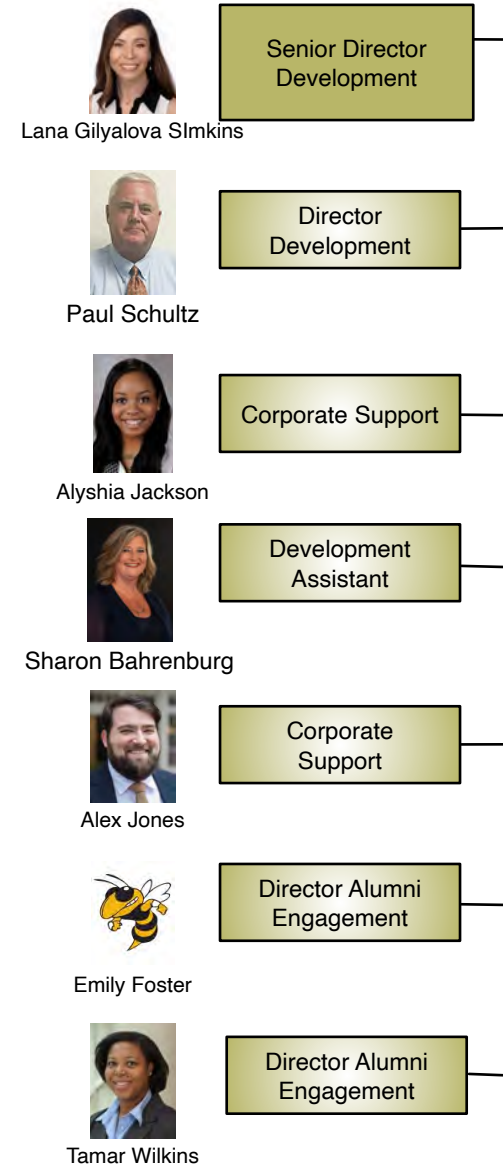 Senior Director
Development
Lana Gilyalova SImkins
Director
Development
Paul Schultz
Corporate Support
Alyshia Jackson
Development
Assistant
Sharon Bahrenburg
Corporate
Support
Alex Jones
Director Alumni
Engagement
Emily Foster
Director Alumni
Engagement
Tamar Wilkins